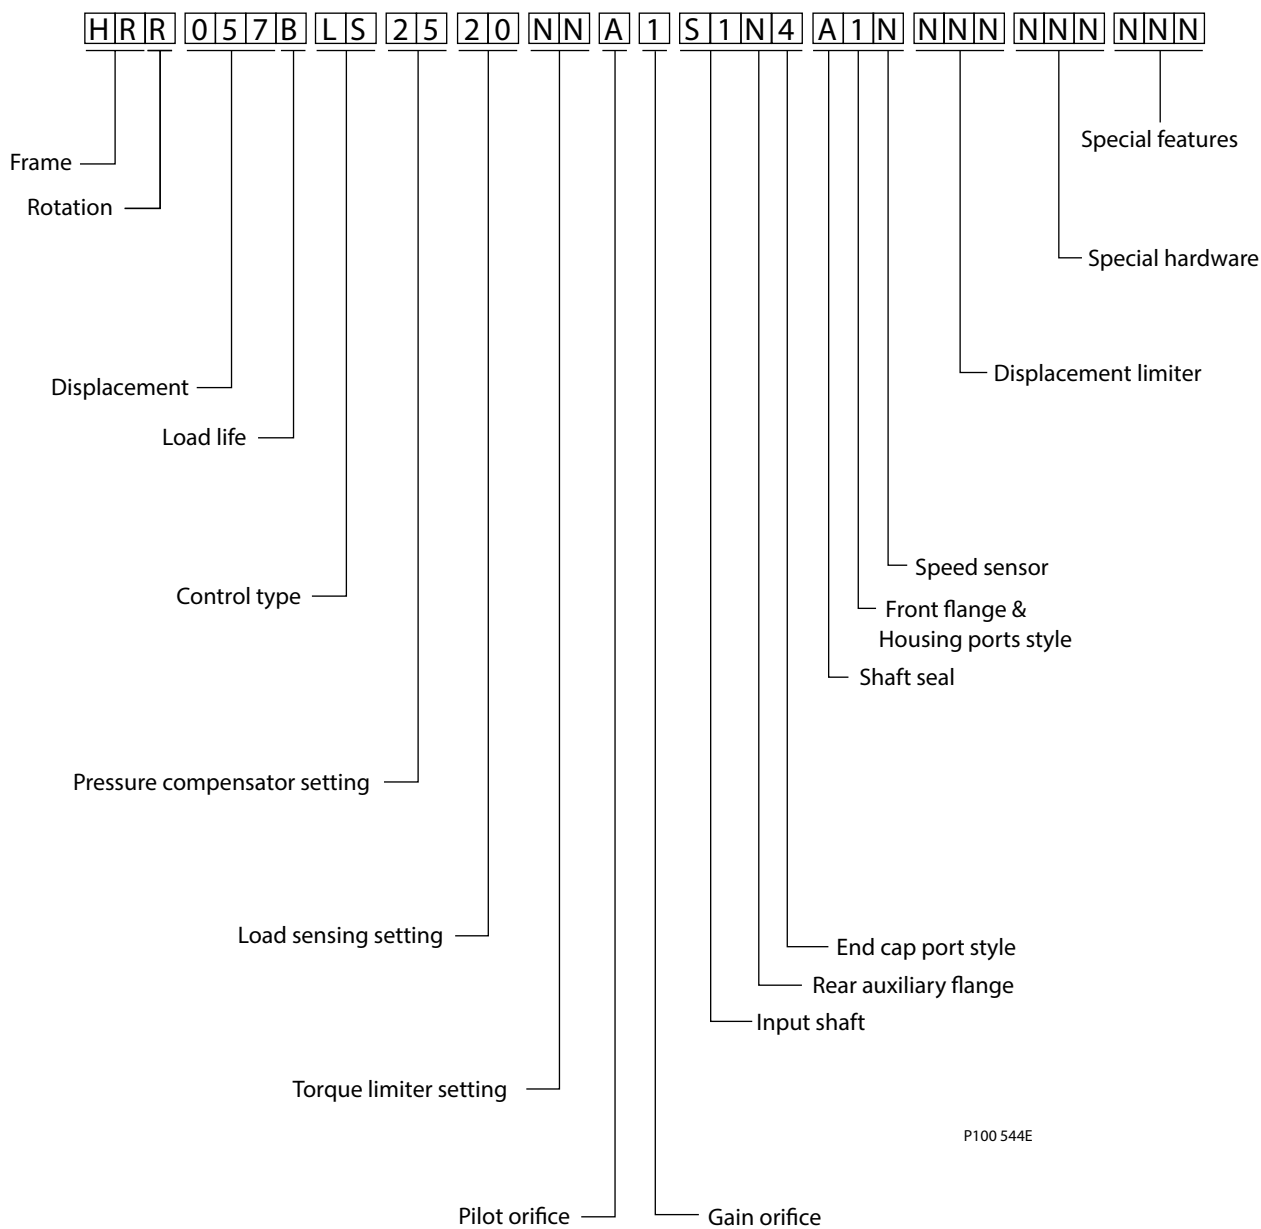 HRR 057B LS 25 20 NN A 1 S1N4 A1N NNN NNN NNN
Special features
Frame
Rotation
Special hardware
Displacement limiter
Displacement
Load life
Speed sensor
Control type
Front flange &
Housing ports style
Shaft seal
Pressure compensator setting
Load sensing setting
End cap port style
Rear auxiliary flange
Input shaft
Torque limiter setting
P100 544E
Pilot orifice
Gain orifice